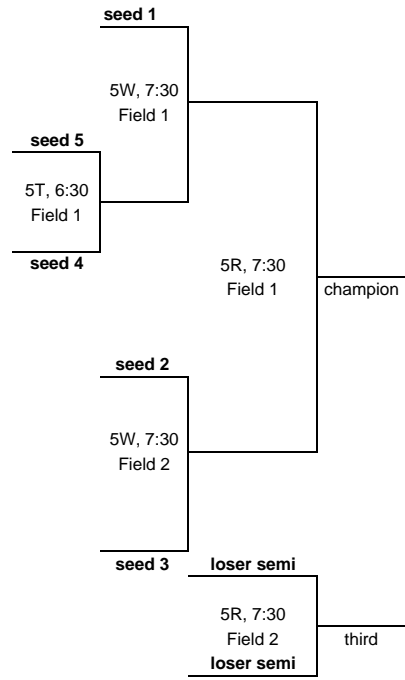 seed 1
5W, 7:30
Field 1
seed 5
5T, 6:30
Field 1
seed 4
5R, 7:30
Field 1
champion
seed 2
5W, 7:30
Field 2
seed 3
loser semi
5R, 7:30
Field 2
third
loser semi